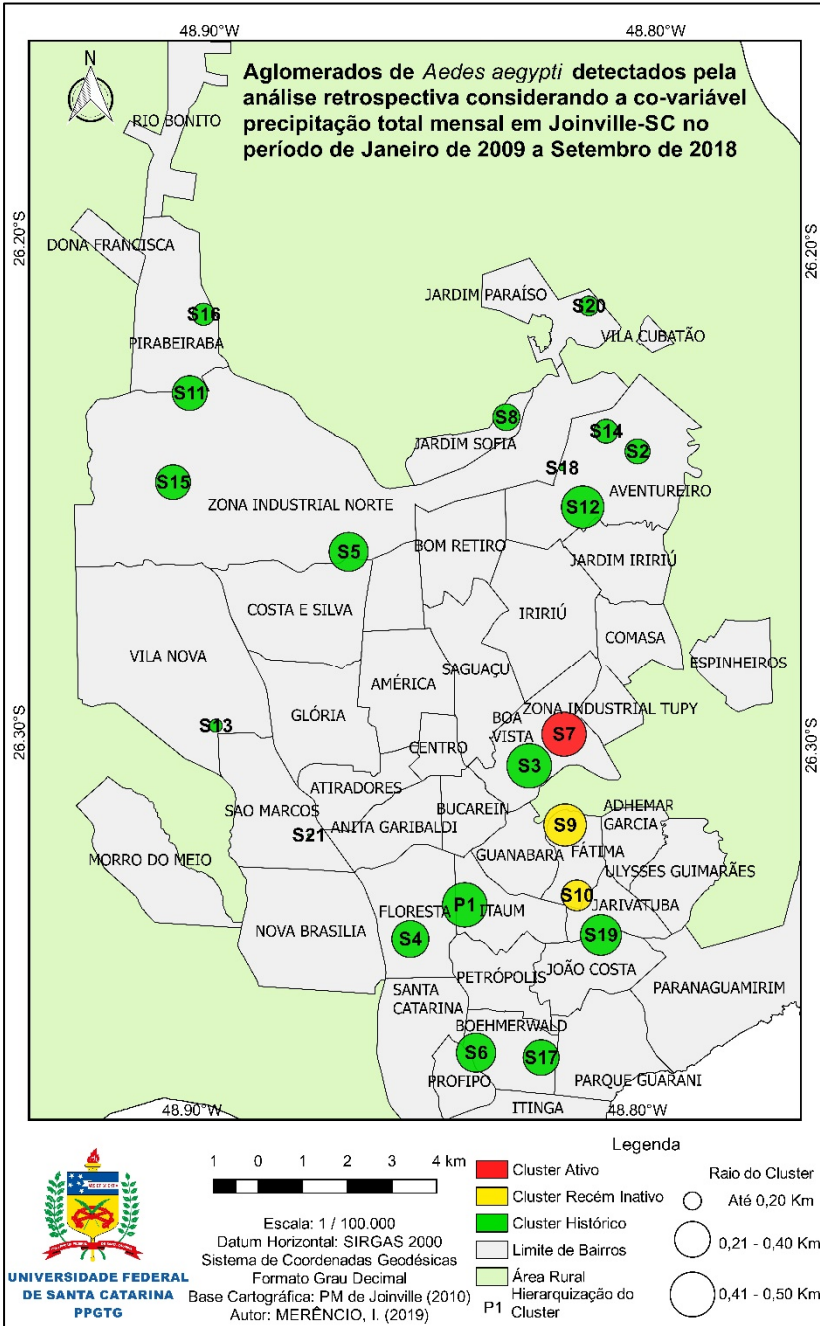 48.90°W 48.80°W
N
Aglomerados de Aedes aegypti detectados pela
análise retrospectiva considerando a co-variável
precipitação total mensal em Joinville-SC no
período de Janeiro de 2009 a Setembro de 2018
RIO BONITO
26.20°S 26.20°S
DONA FRANCISCA
JARDIM PARAÍSO
S20
S16
VILA CUBATÃO
PIRABEIRABA
S11
S8
S14
JARDIM SOFIA
S2
S18
S15
AVENTUREIRO
ZONA INDUSTRIAL NORTE
S12
BOM RETIRO
S5
JARDIM IRIRIÚ
COSTA E SILVA
IRIRIÚ
COMASA
VILA NOVA
SAGUAÇU
ESPINHEIROS
AMÉRICA
ZONA INDUSTRIAL TUPY
GLÓRIA
BOA
VISTA
S13
26.30°S 26.30°S
S7
CENTRO
S3
ATIRADORES
SAO MARCOS
BUCAREIN
ADHEMAR
GARCIA
S9
ANITA GARIBALDI
S21
GUANABARA
FÁTIMA
MORRO DO MEIO
ULYSSES GUIMARÃES
S10
P1
JARIVATUBA
FLORESTA
ITAUM
NOVA BRASILIA
S4
S19
JOÃO COSTA
PETRÓPOLIS
SANTA
CATARINA
PARANAGUAMIRIM
BOEHMERWALD
S6
S17
PROFIPO
PARQUE GUARANI
ITINGA
48.90°W 48.80°W
UNIVERSIDADE FEDERAL
DE SANTA CATARINA
PPGTG
1 0 1 2 3 4 km
Escala: 1 / 100.000
Datum Horizontal: SIRGAS 2000
Sistema de Coordenadas Geodésicas
Formato Grau Decimal
Base Cartográfica: PM de Joinville (2010)
Autor: MERÊNCIO, I. (2019)
Legenda
Cluster Ativo
Cluster Recém Inativo
Cluster Histórico
Limite de Bairros
Área Rural
P1 Hierarquização do
Cluster
Raio do Cluster
Até 0,20 Km
0,21 - 0,40 Km
0,41 - 0,50 Km